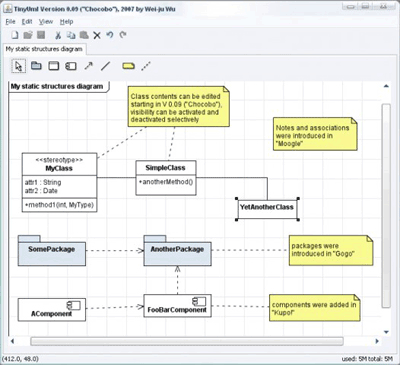 TinyUml Version 0.09 ("Chocobo"), 2007 by Wei-ju Wu
File Edit View Help
My static structures diagram
My static structures diagram
Class contents can be edited
starting in V 0.09 ("Chocobo"),
visibility can be activated and
deactivated selectively
Notes and associations
were introduced in
"Moogle"
<<stereotype>>
MyClass
attr1 : String
attr2 : Date
+method1(int, MyType)
SimpleClass
+anotherMethod()
YetAnotherClass
SomePackage
AnotherPackage
packages were
introduced in "Gogo"
AComponent
FooBarComponent
components were added in
"Kupo!"
(412.0, 48.0)
used: 5M total: 5M